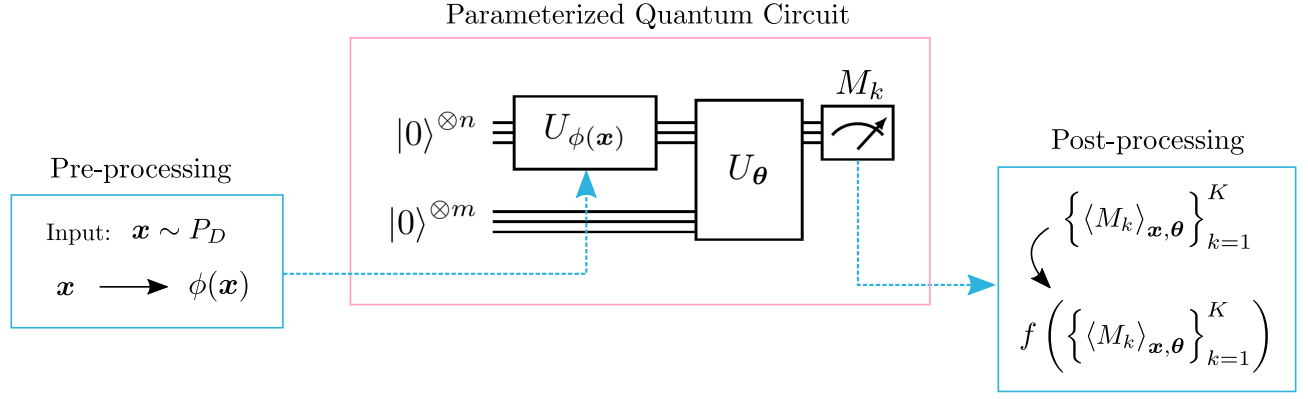 Parameterized Quantum Circuit
Pre-processing
Input: 𝒙 ∼ P_D
𝒙 ⟶ ϕ(𝒙)
|0⟩^{⊗n}
U_{ϕ(𝒙)}
|0⟩^{⊗m}
U_𝜽
M_k
Post-processing
{⟨M_k⟩_{𝒙,𝜽}}_{k=1}^{K}
f({⟨M_k⟩_{𝒙,𝜽}}_{k=1}^{K})